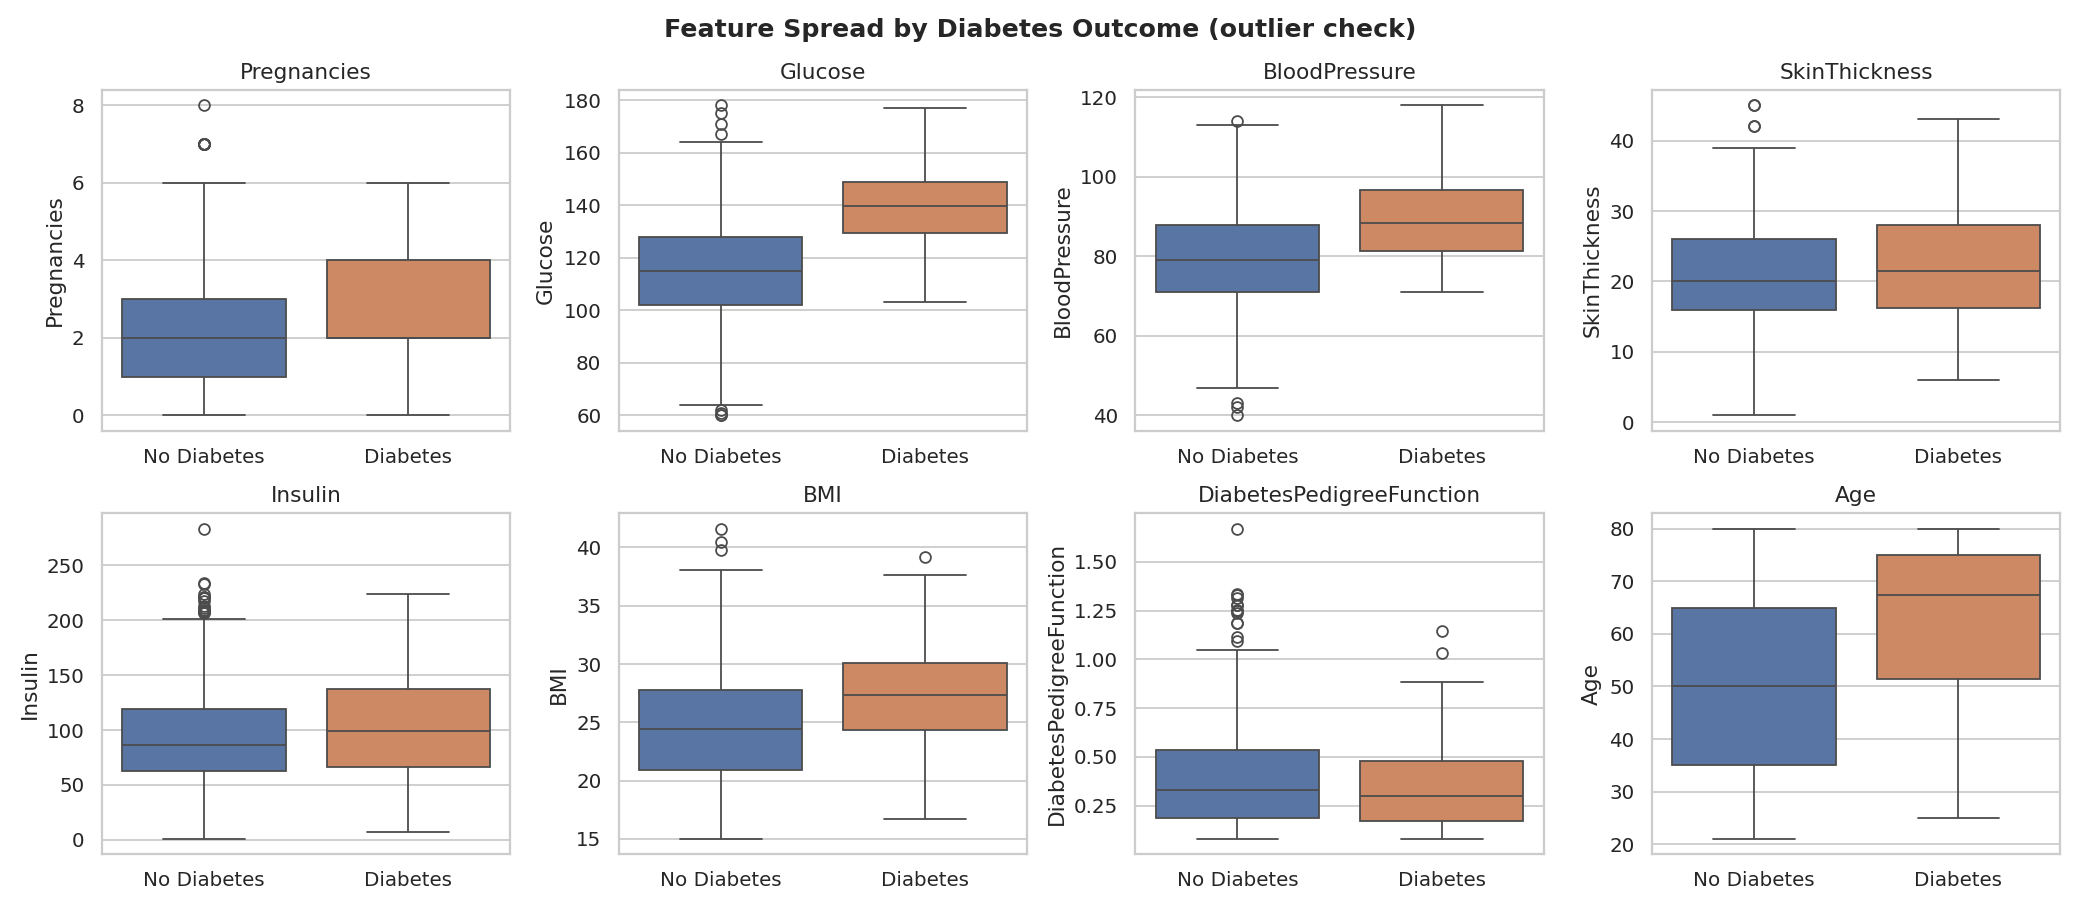 Feature Spread by Diabetes Outcome (outlier check)
Pregnancies
Pregnancies
8
6
4
2
0
No Diabetes Diabetes
Glucose
Glucose
180
160
140
120
100
80
60
No Diabetes Diabetes
BloodPressure
BloodPressure
120
100
80
60
40
No Diabetes Diabetes
SkinThickness
SkinThickness
40
30
20
10
0
No Diabetes Diabetes
Insulin
Insulin
250
200
150
100
50
0
No Diabetes Diabetes
BMI
BMI
40
35
30
25
20
15
No Diabetes Diabetes
DiabetesPedigreeFunction
DiabetesPedigreeFunction
1.50
1.25
1.00
0.75
0.50
0.25
No Diabetes Diabetes
Age
Age
80
70
60
50
40
30
20
No Diabetes Diabetes